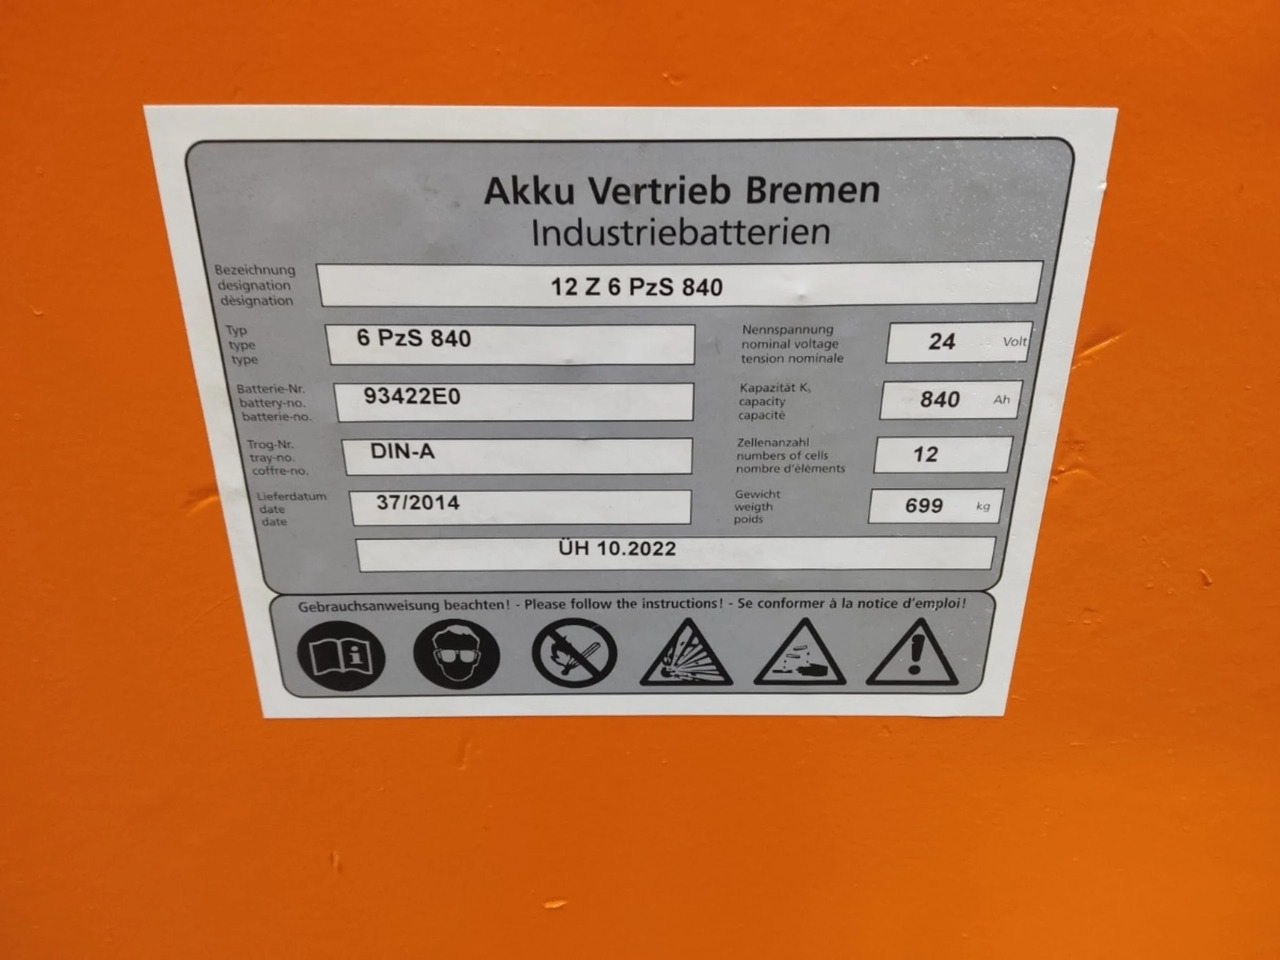 Akku Vertrieb Bremen
Industriebatterien
Bezeichnung
designation
dèsignation
12 Z 6 PzS 840
Typ
type
type
6 PzS 840
Nennspannung
nominal voltage
tension nominale
24 Volt
Batterie-Nr.
battery-no.
batterie-no.
93422E0
Kapazität K5
capacity
capacité
840 Ah
Trog-Nr.
tray-no.
coffre-no.
DIN-A
Zellenanzahl
numbers of cells
nombre d'éléments
12
Lieferdatum
date
date
37/2014
Gewicht
weigth
poids
699 kg
ÜH 10.2022
Gebrauchsanweisung beachten! - Please follow the instructions! - Se conformer à la notice d'emploi!